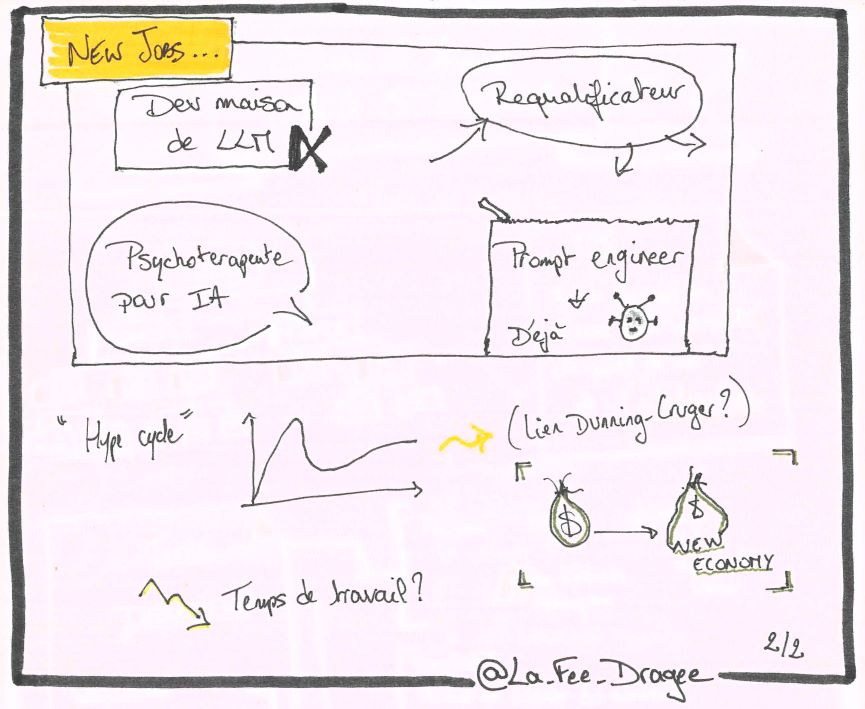 New Jobs...
Dev maison
de LLM
Requalificateur
Psychoterapeute
pour IA
Prompt engineer
Déjà
"Hype cycle"
(Lien Dunning-Cruger?)
$
$
NEW
ECONOMY
Temps de travail?
2/2
@La_Fee_Dragee